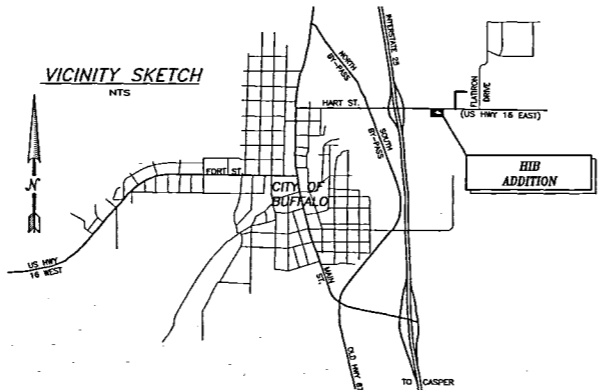 VICINITY SKETCH
NTS
N
NORTH
BY-PASS
INTERSTATE 25
HART ST.
FLATIRON
DRIVE
(US HWY 16 EAST)
SOUTH
BY-PASS
HIB
ADDITION
FORT ST.
CITY OF
BUFFALO
US HWY
16 WEST
MAIN
ST.
OLD HWY 87
TO CASPER